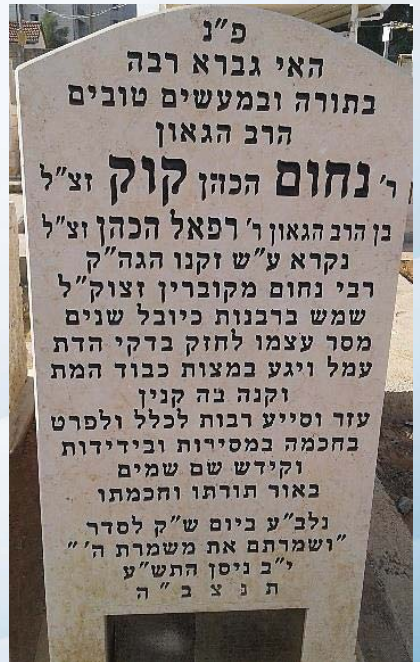 פ"נ
האי גברא רבה
בתורה ובמעשים טובים
הרב הגאון
ר' נחום הכהן קוק זצ"ל
בן הרב הגאון ר' רפאל הכהן זצ"ל
נקרא ע"ש זקנו הגה"ק
רבי נחום מקוברין זצוק"ל
שמש ברבנות כיובל שנים
מסר עצמו לחזק בדקי הדת
עמל ויגע במצות כבוד המת
וקנה בה קנין
עזר וסייע רבות לכלל ולפרט
בחכמה במסירות ובידידות
וקידש שם שמים
באור תורתו וחכמתו
נלב"ע ביום ש"ק לסדר
"ושמרתם את משמרת ה'"
י"ב ניסן התש"ע
ת נ צ ב " ה